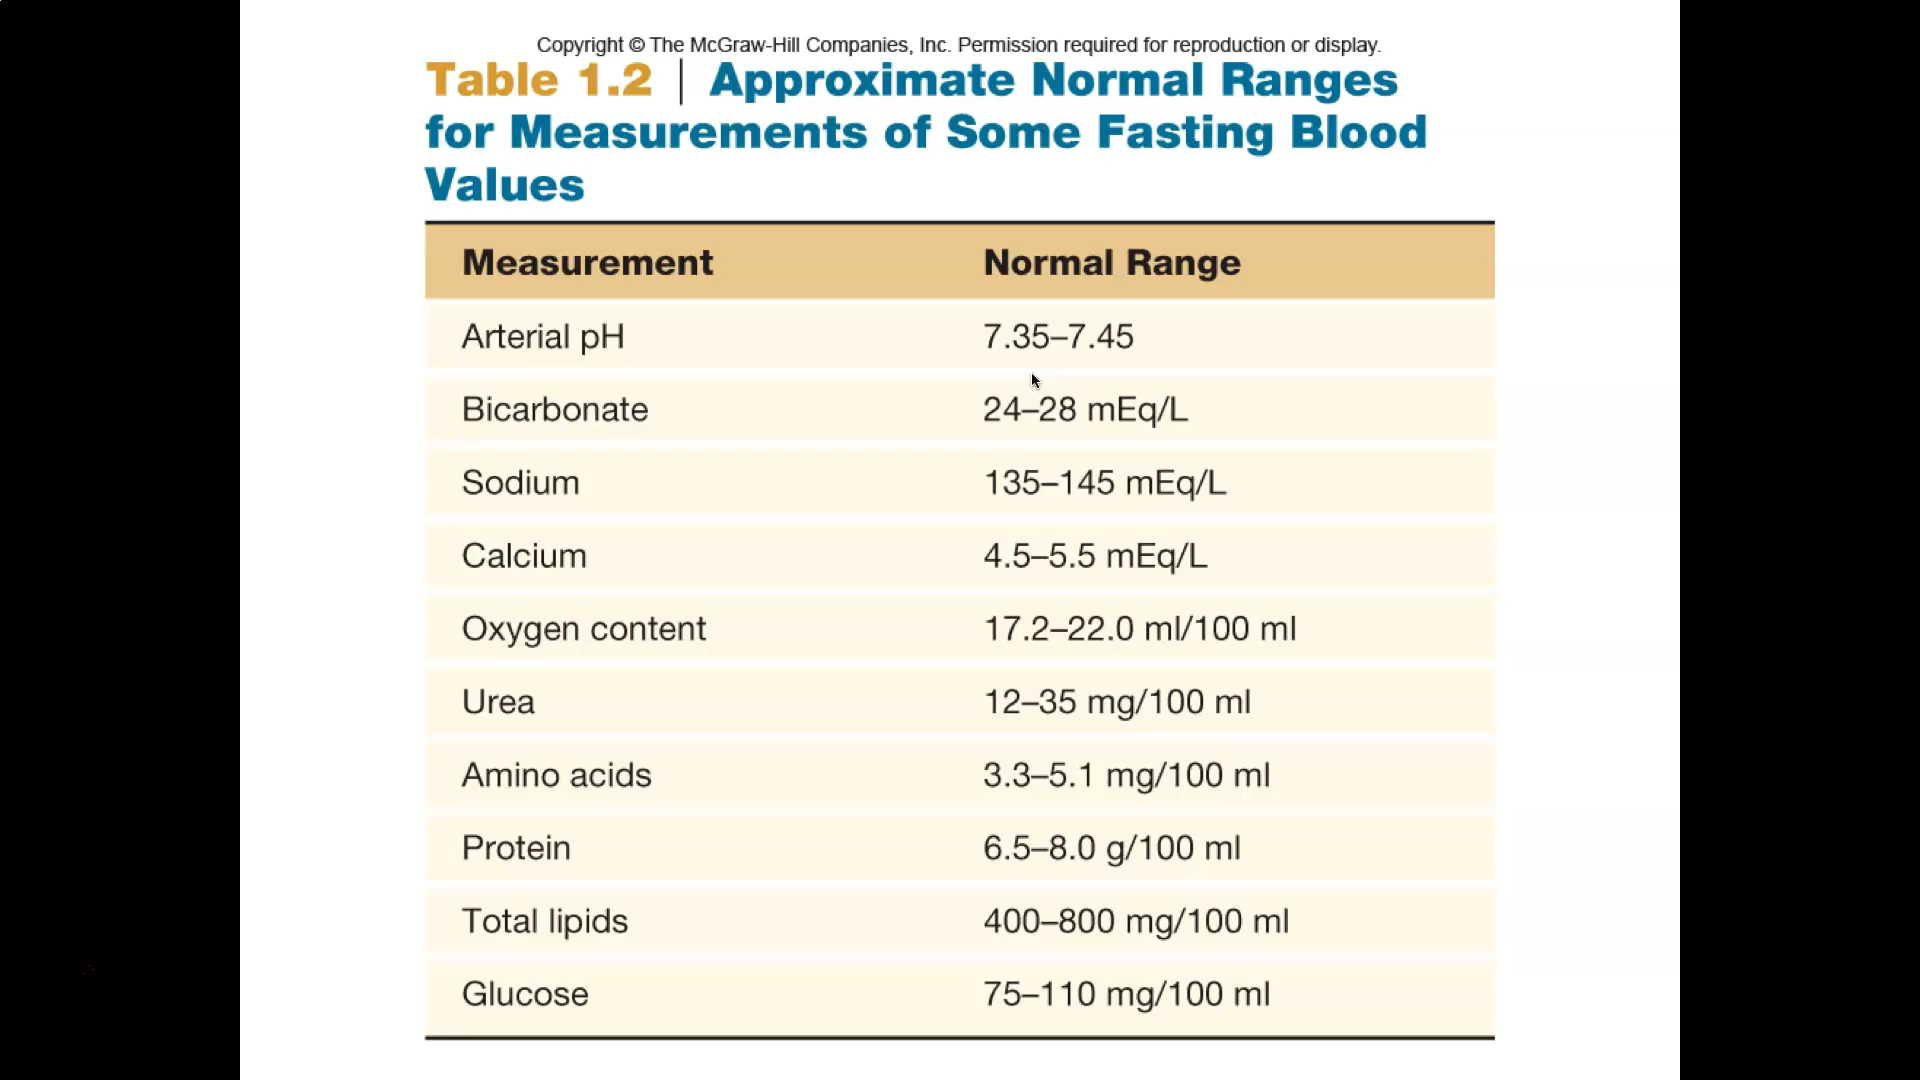 Copyright © The McGraw-Hill Companies, Inc. Permission required for reproduction or display.
Table 1.2 | Approximate Normal Ranges
for Measurements of Some Fasting Blood
Values
Measurement Normal Range
Arterial pH 7.35–7.45
Bicarbonate 24–28 mEq/L
Sodium 135–145 mEq/L
Calcium 4.5–5.5 mEq/L
Oxygen content 17.2–22.0 ml/100 ml
Urea 12–35 mg/100 ml
Amino acids 3.3–5.1 mg/100 ml
Protein 6.5–8.0 g/100 ml
Total lipids 400–800 mg/100 ml
Glucose 75–110 mg/100 ml